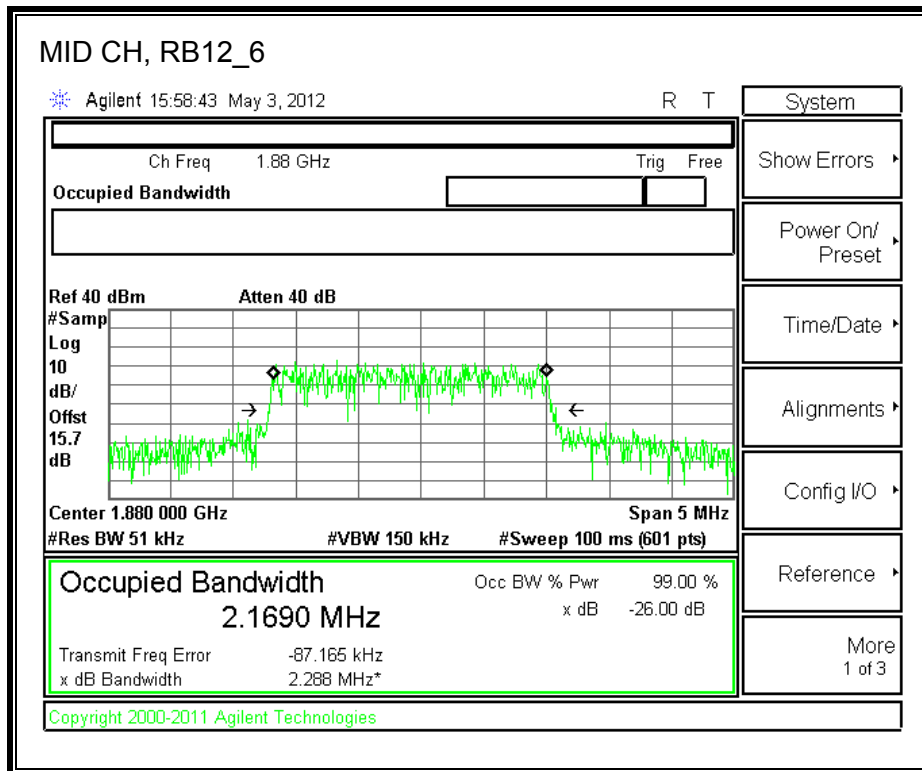 MID CH, RB12_6
Agilent 15:58:43 May 3, 2012 R T
System
Ch Freq 1.88 GHz Trig Free
Occupied Bandwidth
Show Errors
Power On/
Preset
Time/Date
Alignments
Config I/O
Reference
More
1 of 3
Ref 40 dBm Atten 40 dB
#Samp
Log
10
dB/
Offst
15.7
dB
Center 1.880 000 GHz Span 5 MHz
#Res BW 51 kHz #VBW 150 kHz #Sweep 100 ms (601 pts)
Occupied Bandwidth Occ BW % Pwr 99.00 %
2.1690 MHz x dB -26.00 dB
Transmit Freq Error -87.165 kHz
x dB Bandwidth 2.288 MHz*
Copyright 2000-2011 Agilent Technologies